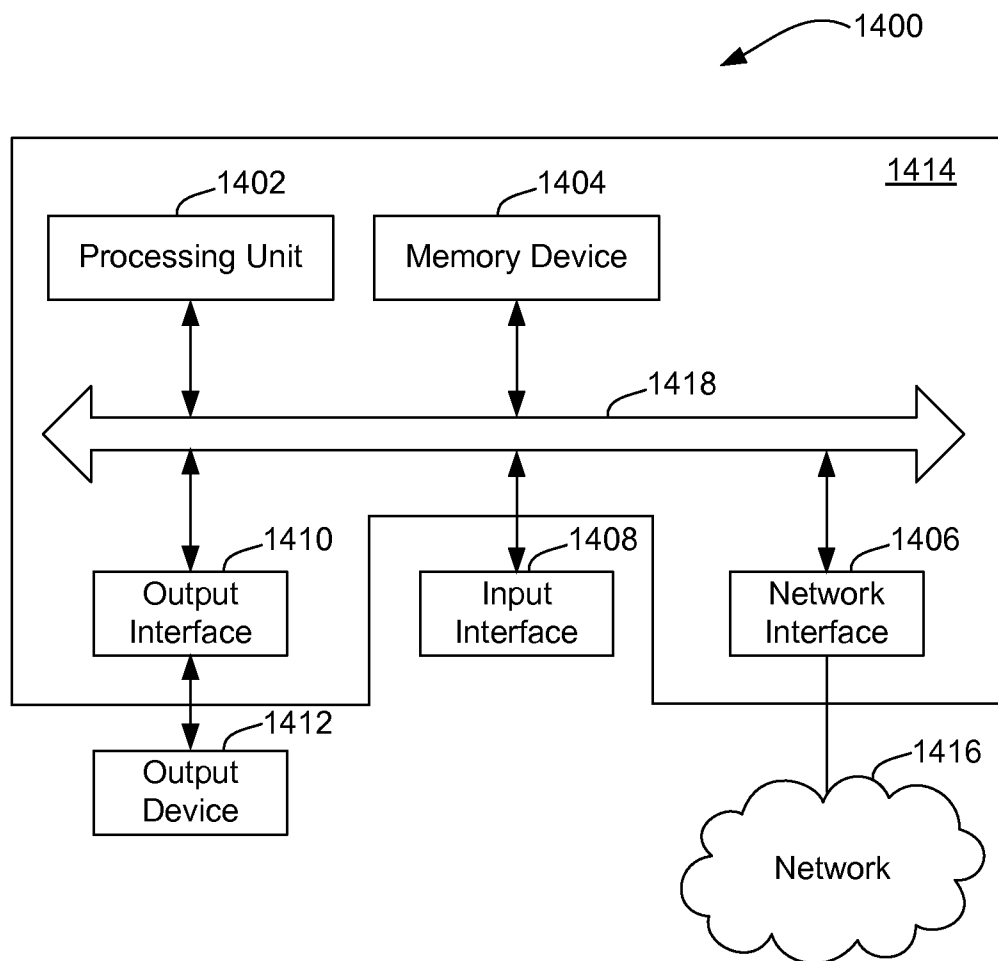 1400
1414
1402
1404
Processing Unit
Memory Device
1418
1410
1408
1406
Output
Interface
Input
Interface
Network
Interface
1412
Output
Device
1416
Network